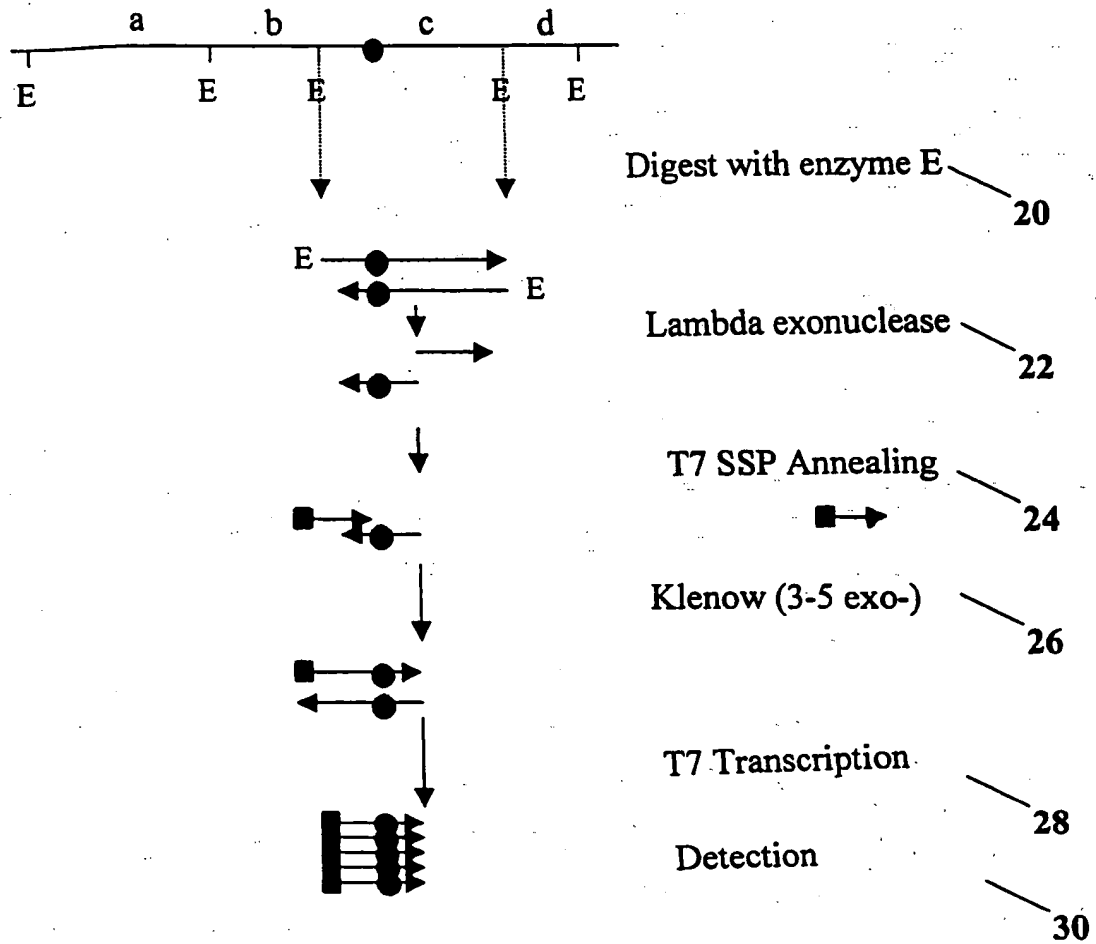 a b c d
E E E E E
Digest with enzyme E
20
E
E
Lambda exonuclease
22
T7 SSP Annealing
24
Klenow (3-5 exo-)
26
T7 Transcription
28
Detection
30